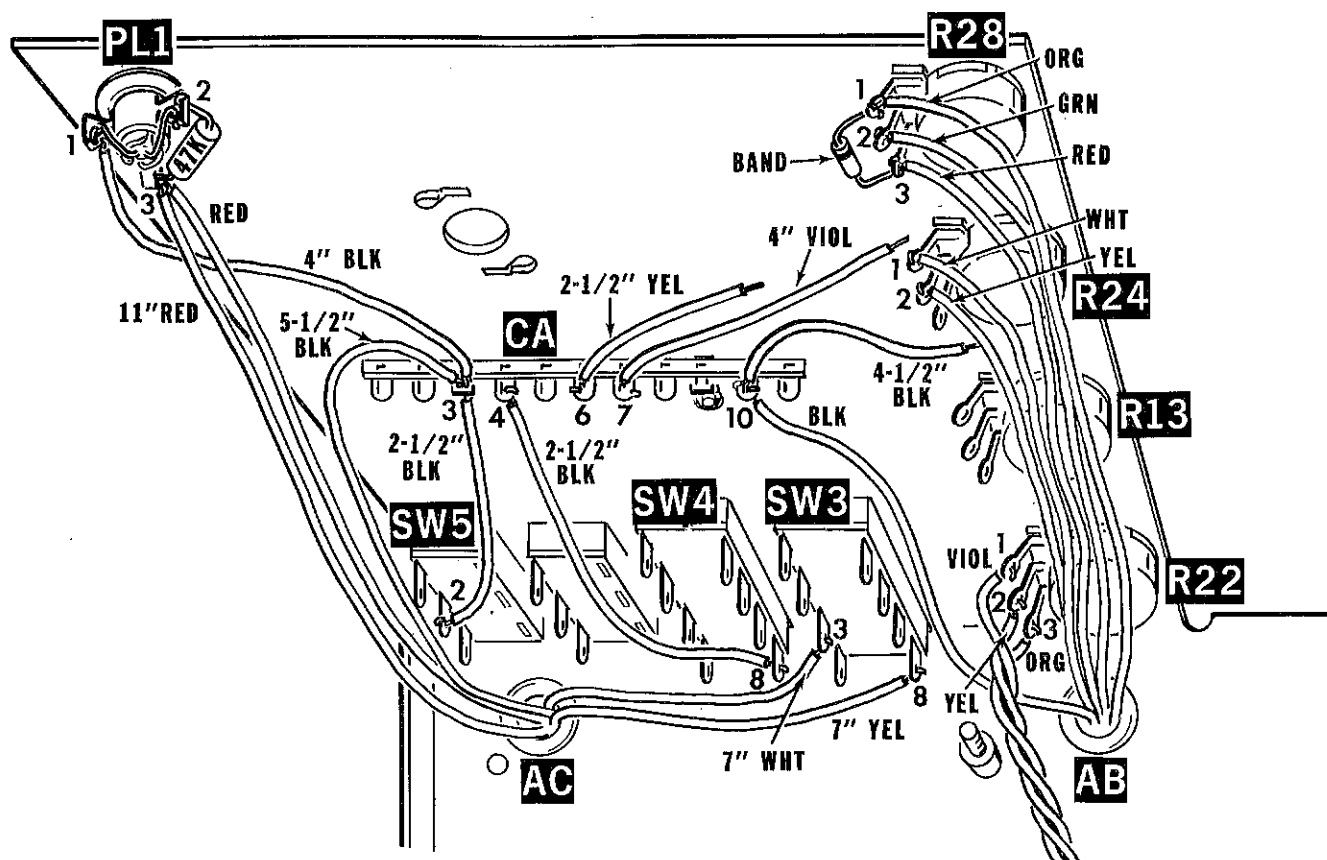 PL1
R28
ORG
2
1
GRN
1
2
47K
BAND
RED
3
3
RED
4" VIOL
WHT
4" BLK
1
YEL
2-1/2" YEL
2
R24
11"RED
5-1/2"
BLK
CA
4-1/2"
BLK
3
4
6
7
10
BLK
R13
2-1/2"
BLK
2-1/2"
BLK
SW4
SW3
SW5
1
VIOL
R22
2
2
3
3
ORG
8
8
YEL
7" YEL
7" WHT
AC
AB